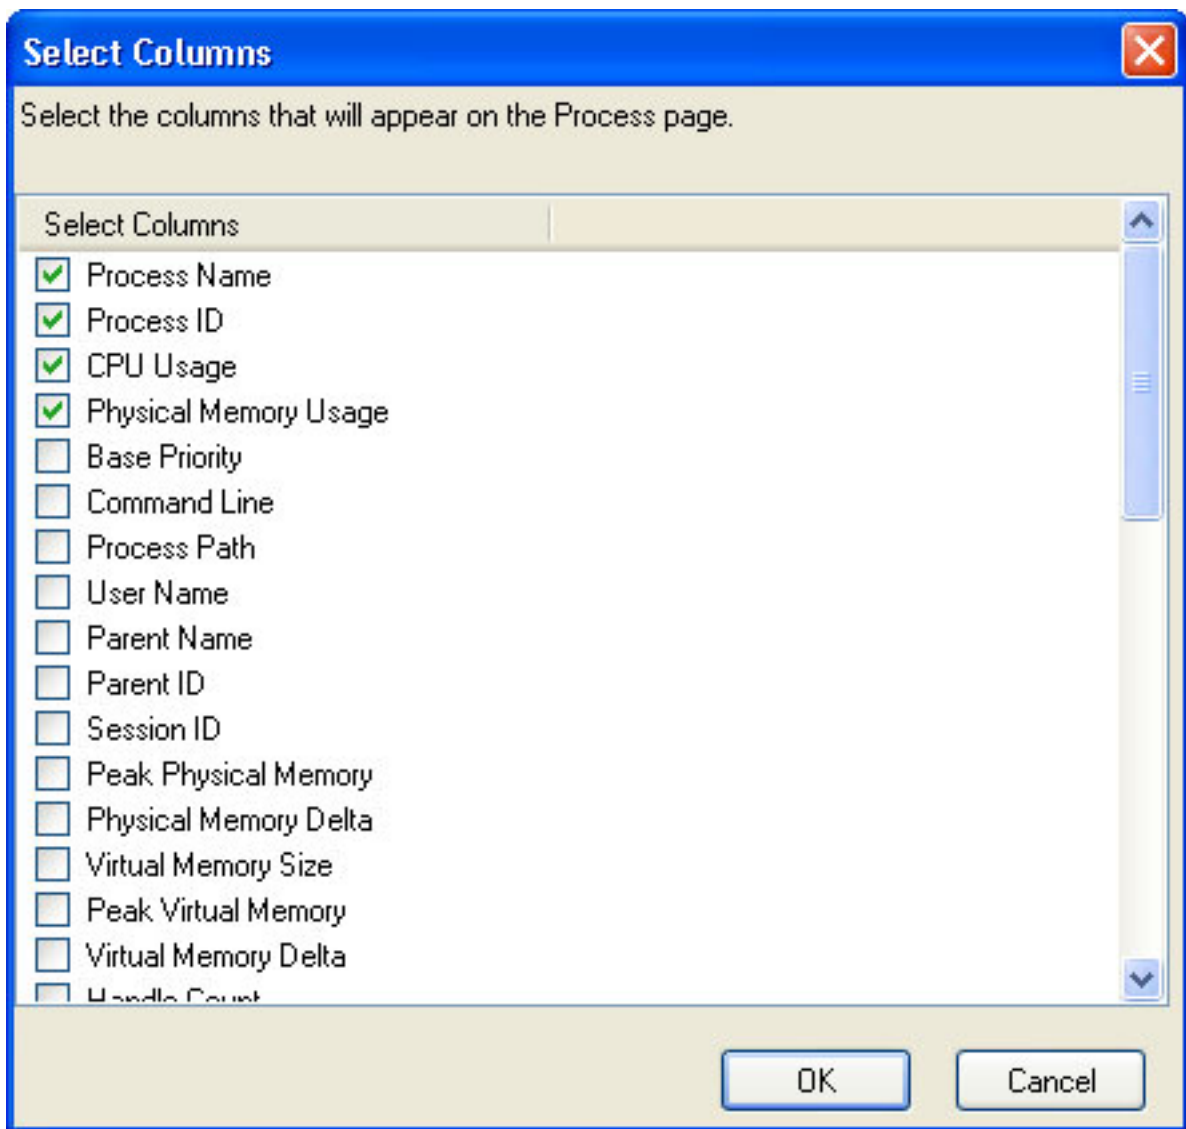 Select Columns
Select the columns that will appear on the Process page.
Select Columns
Process Name
Process ID
CPU Usage
Physical Memory Usage
Base Priority
Command Line
Process Path
User Name
Parent Name
Parent ID
Session ID
Peak Physical Memory
Physical Memory Delta
Virtual Memory Size
Peak Virtual Memory
Virtual Memory Delta
Handle Count
OK Cancel